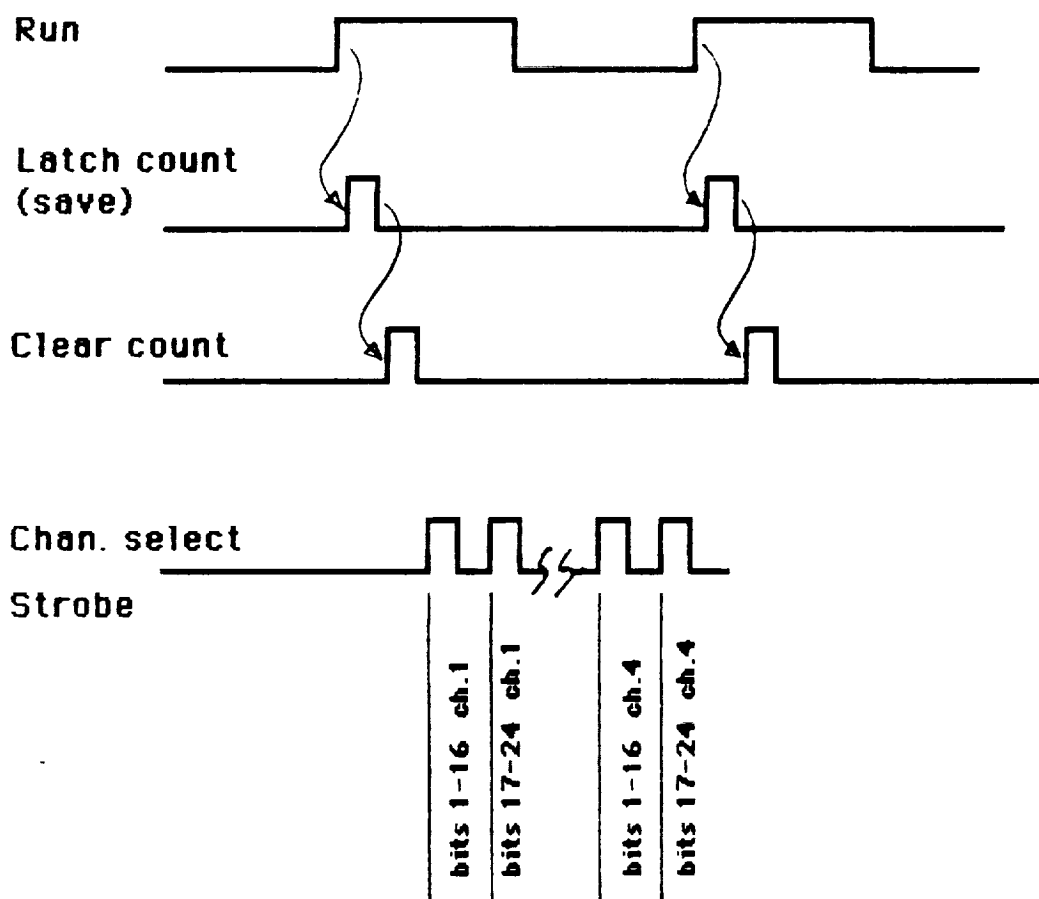 Run
Latch count
(save)
Clear count
Chan. select
Strobe
bits 1-16 ch.1
bits 17-24 ch.1
bits 1-16 ch.4
bits 17-24 ch.4